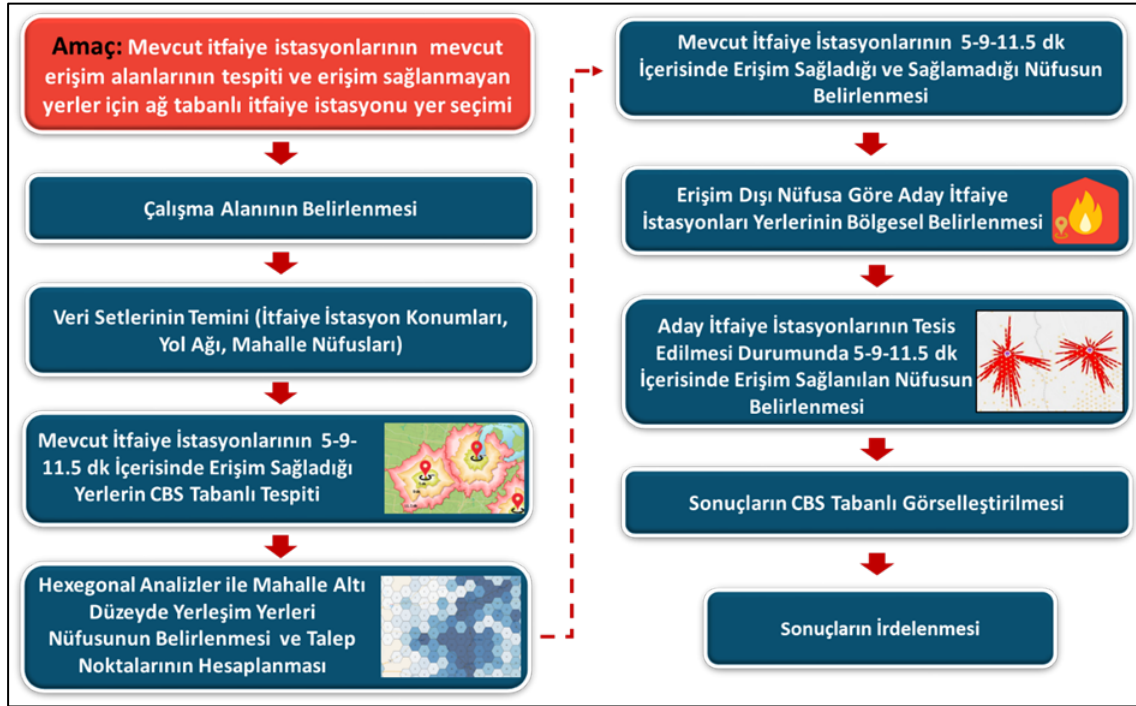 Amaç: Mevcut itfaiye istasyonlarının mevcut
erişim alanlarının tespiti ve erişim sağlanmayan
yerler için ağ tabanlı itfaiye istasyonu yer seçimi
Çalışma Alanının Belirlenmesi
Veri Setlerinin Temini (İtfaiye İstasyon Konumları,
Yol Ağı, Mahalle Nüfusları)
Mevcut İtfaiye İstasyonlarının 5-9-
11.5 dk İçerisinde Erişim Sağladığı
Yerlerin CBS Tabanlı Tespiti
Hexegonal Analizler ile Mahalle Altı
Düzeyde Yerleşim Yerleri
Nüfusunun Belirlenmesi ve Talep
Noktalarının Hesaplanması
Mevcut İtfaiye İstasyonlarının 5-9-11.5 dk
İçerisinde Erişim Sağladığı ve Sağlamadığı Nüfusun
Belirlenmesi
Erişim Dışı Nüfusa Göre Aday İtfaiye
İstasyonları Yerlerinin Bölgesel Belirlenmesi
Aday İtfaiye İstasyonlarının Tesis
Edilmesi Durumunda 5-9-11.5 dk
İçerisinde Erişim Sağlanılan Nüfusun
Belirlenmesi
Sonuçların CBS Tabanlı Görselleştirilmesi
Sonuçların İrdelenmesi